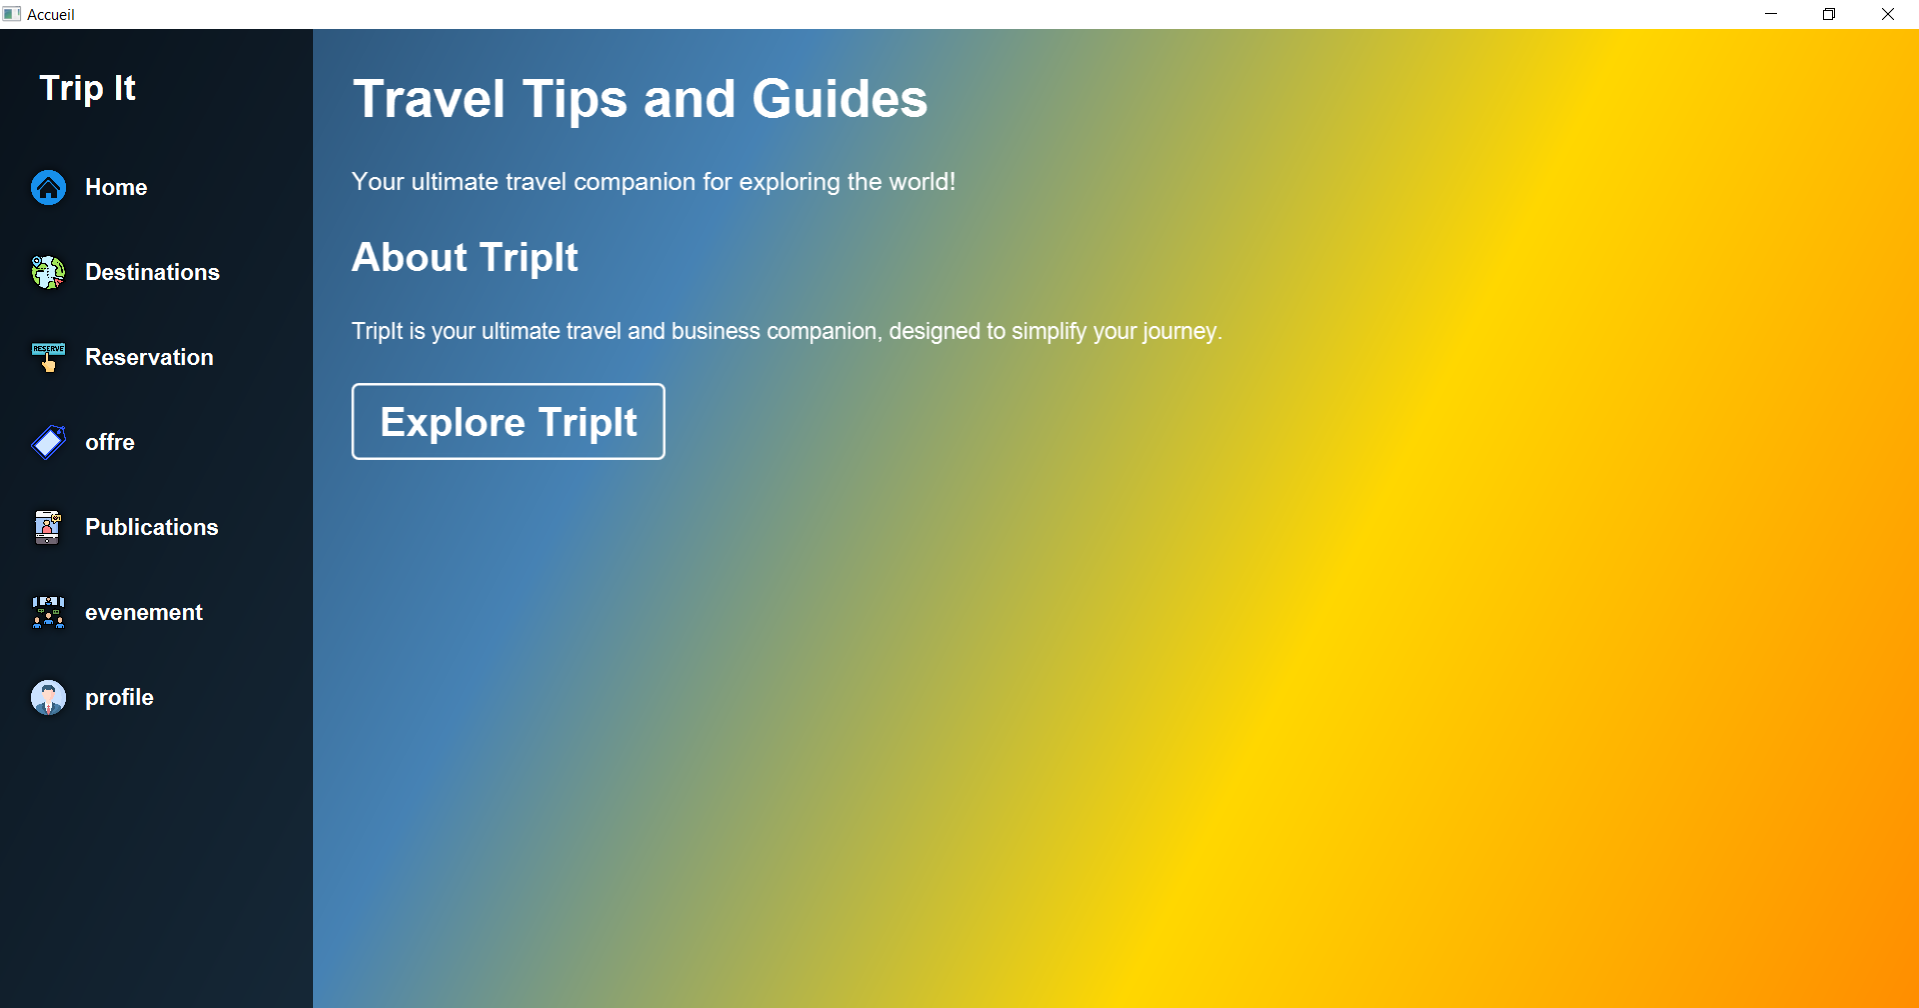 Accueil
Trip It
Home
Destinations
RESERVE
Reservation
offre
Publications
evenement
profile
Travel Tips and Guides
Your ultimate travel companion for exploring the world!
About TripIt
TripIt is your ultimate travel and business companion, designed to simplify your journey.
Explore TripIt